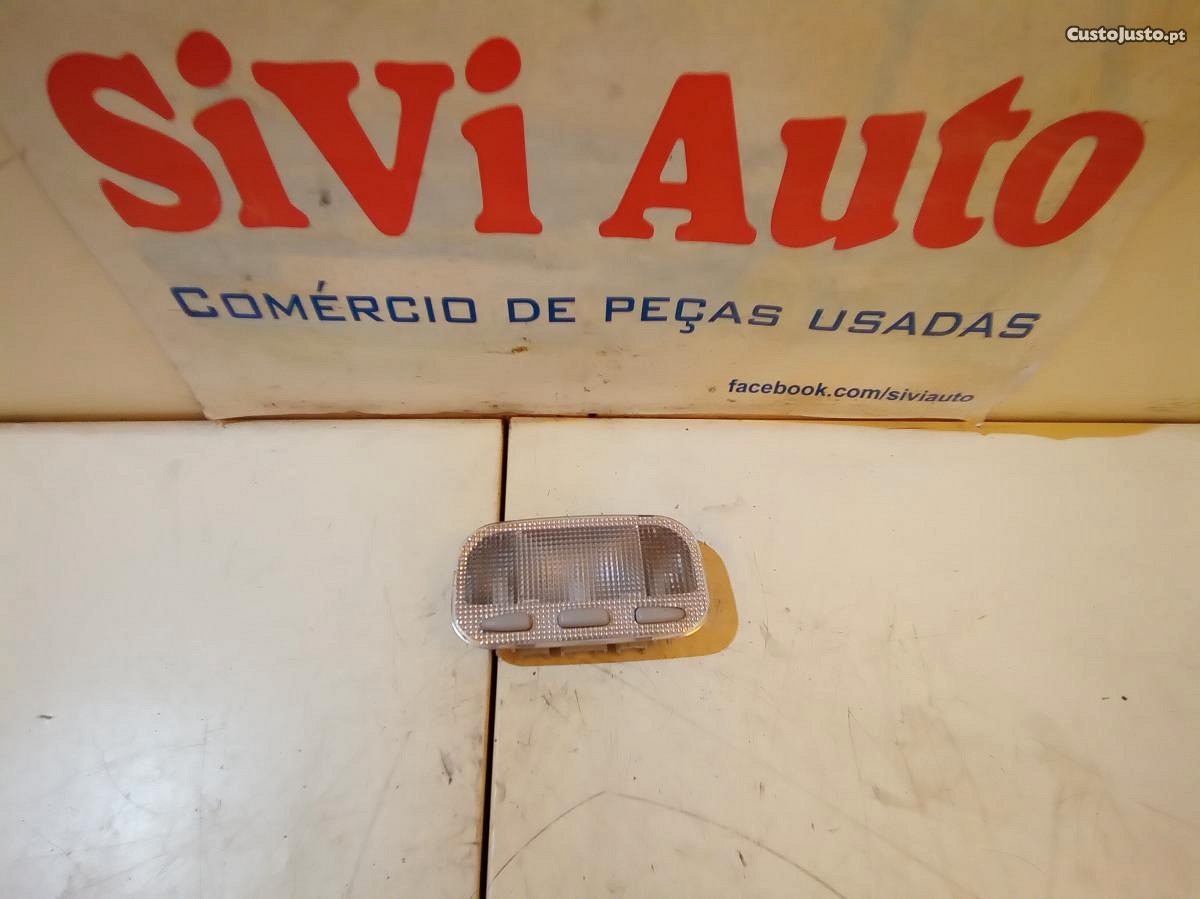 CustoJusto.pt
SiVi Auto
COMÉRCIO DE PEÇAS USADAS
facebook.com/siviauto